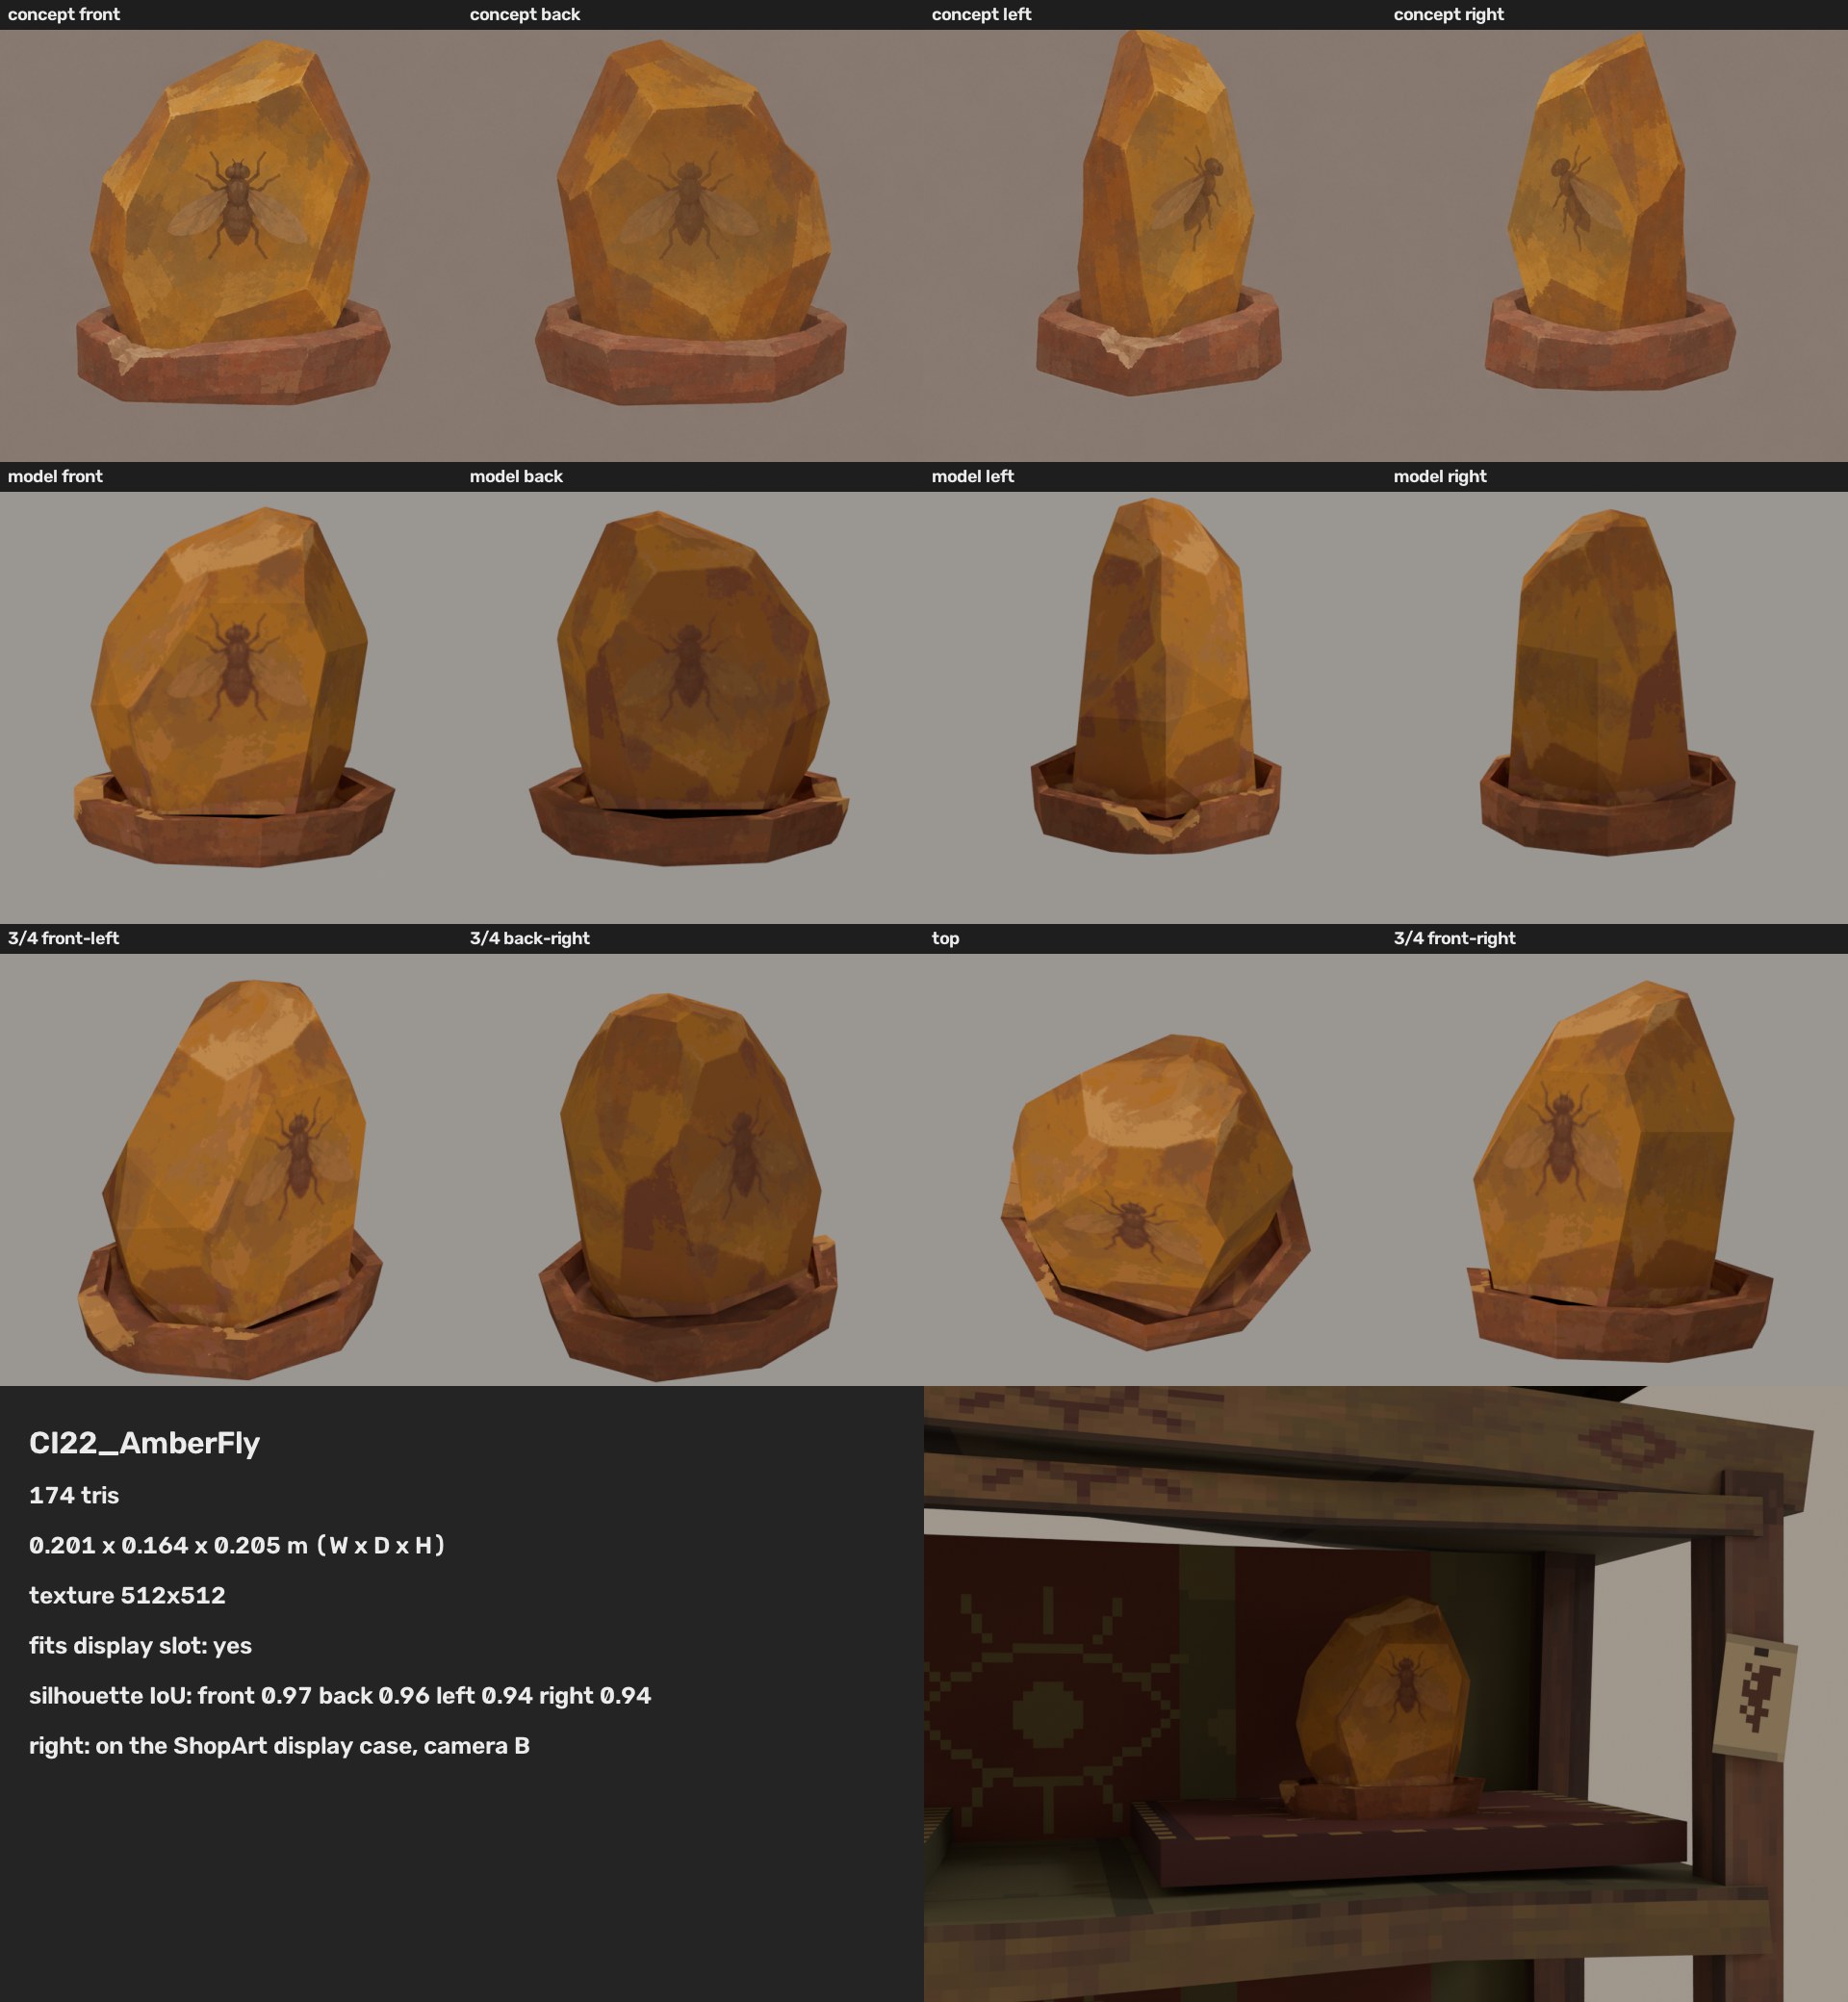 concept front
concept back
concept left
concept right
model front
model back
model left
model right
3/4 front-left
3/4 back-right
top
3/4 front-right
CI22_AmberFly
174 tris
0.201 x 0.164 x 0.205 m (W x D x H)
texture 512x512
fits display slot: yes
silhouette IoU: front 0.97 back 0.96 left 0.94 right 0.94
right: on the ShopArt display case, camera B